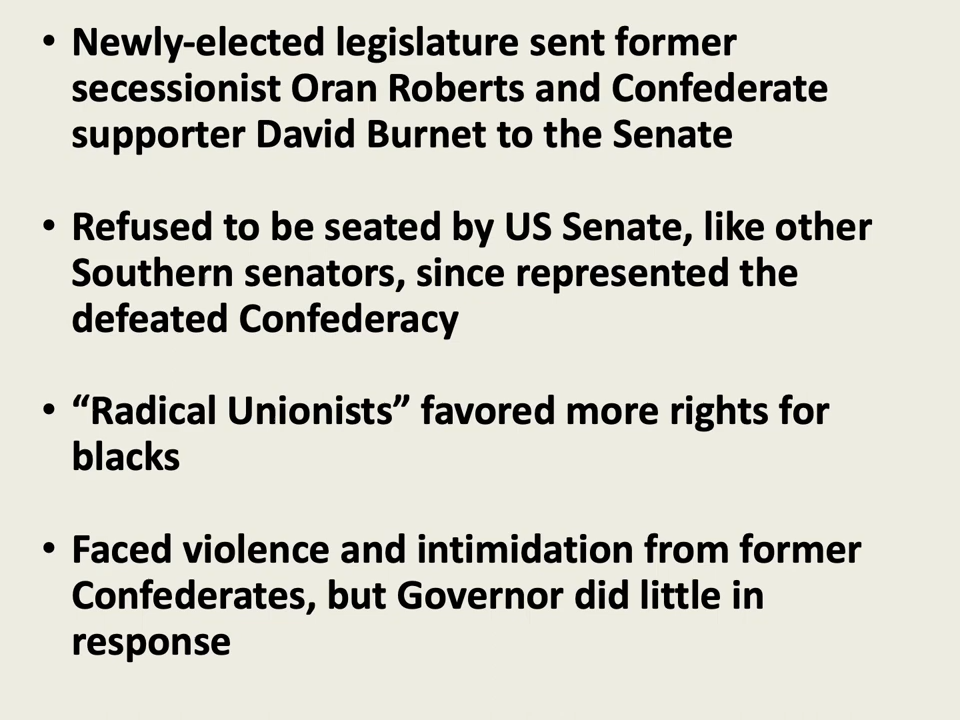 • Newly-elected legislature sent former
secessionist Oran Roberts and Confederate
supporter David Burnet to the Senate
• Refused to be seated by US Senate, like other
Southern senators, since represented the
defeated Confederacy
• “Radical Unionists” favored more rights for
blacks
• Faced violence and intimidation from former
Confederates, but Governor did little in
response